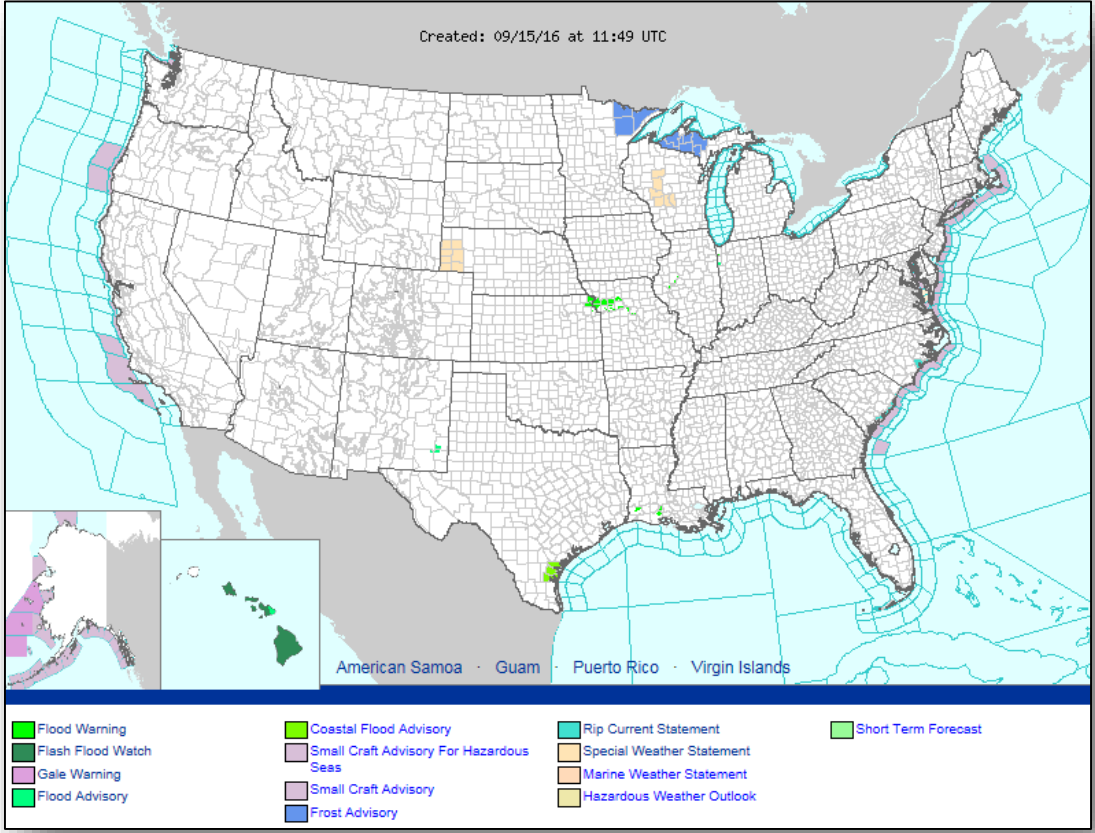 Created: 09/15/16 at 11:49 UTC
American Samoa · Guam · Puerto Rico · Virgin Islands
Flood Warning
Flash Flood Watch
Gale Warning
Flood Advisory
Coastal Flood Advisory
Small Craft Advisory For Hazardous
Seas
Small Craft Advisory
Frost Advisory
Rip Current Statement
Special Weather Statement
Marine Weather Statement
Hazardous Weather Outlook
Short Term Forecast